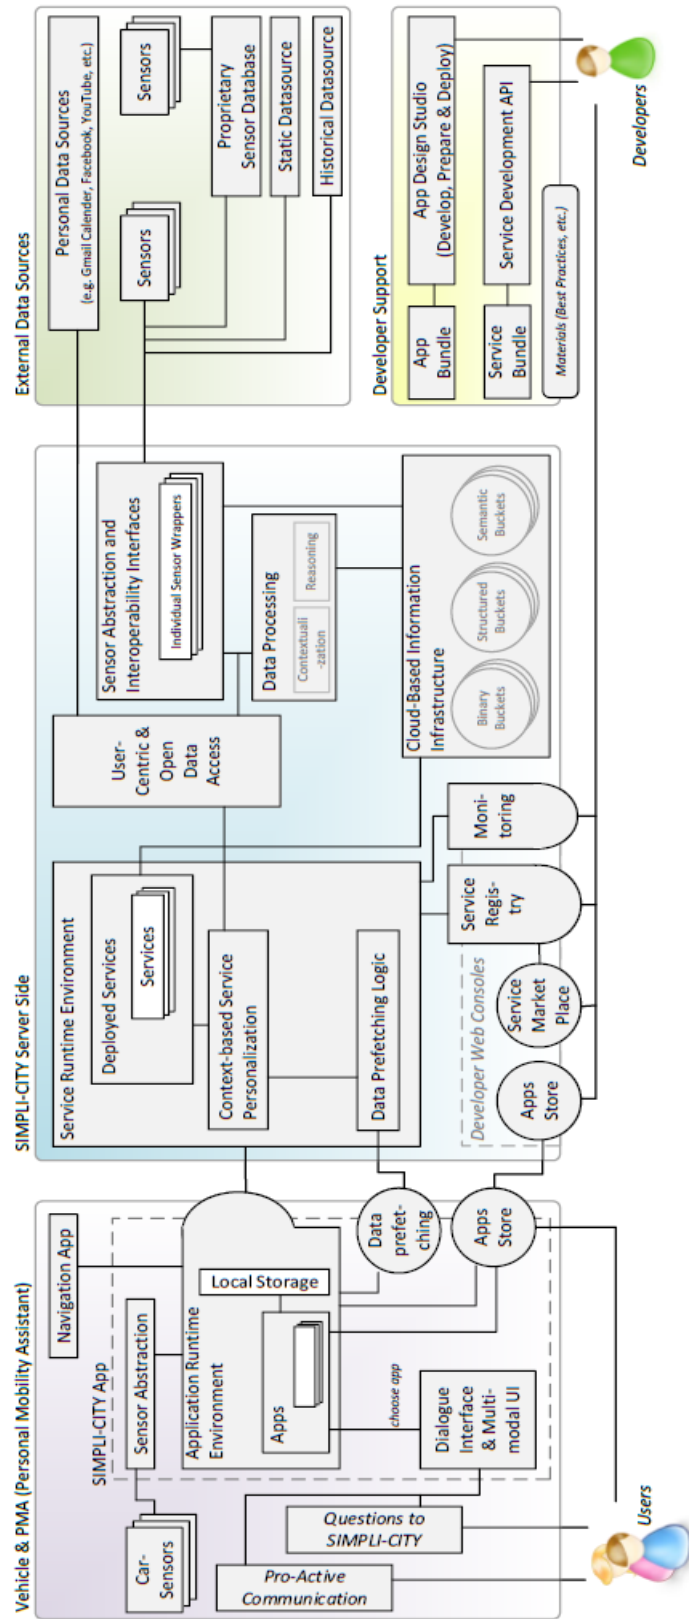 Vehicle & PMA (Personal Mobility Assistant)
Navigation App
SIMPLI-CITY App
Sensor Abstraction
Car-
Sensors
Application Runtime
Environment
Local Storage
Apps
choose app
Data
prefet-
ching
Apps
Store
Dialogue
Interface
& Multi-
modal UI
Questions to
SIMPLI-CITY
Pro-Active
Communication
Users
SIMPLI-CITY Server Side
Service Runtime Environment
Deployed Services
Services
Context-based Service
Personalization
Data Prefetching Logic
User-
Centric &
Open
Data
Access
Sensor Abstraction and
Interoperability Interfaces
Individual Sensor Wrappers
Data Processing
Contextuali
-zation
Reasoning
Cloud-Based Information
Infrastructure
Binary
Buckets
Structured
Buckets
Semantic
Buckets
Service
Regis-
try
Moni-
toring
Developer Web Consoles
Apps
Store
Service
Market
Place
External Data Sources
Personal Data Sources
(e.g. Gmail Calender, Facebook, YouTube, etc.)
Sensors
Sensors
Proprietary
Sensor Database
Static Datasource
Historical Datasource
Developer Support
App
Bundle
App Design Studio
(Develop, Prepare & Deploy)
Service
Bundle
Service Development API
Materials (Best Practices, etc.)
Developers